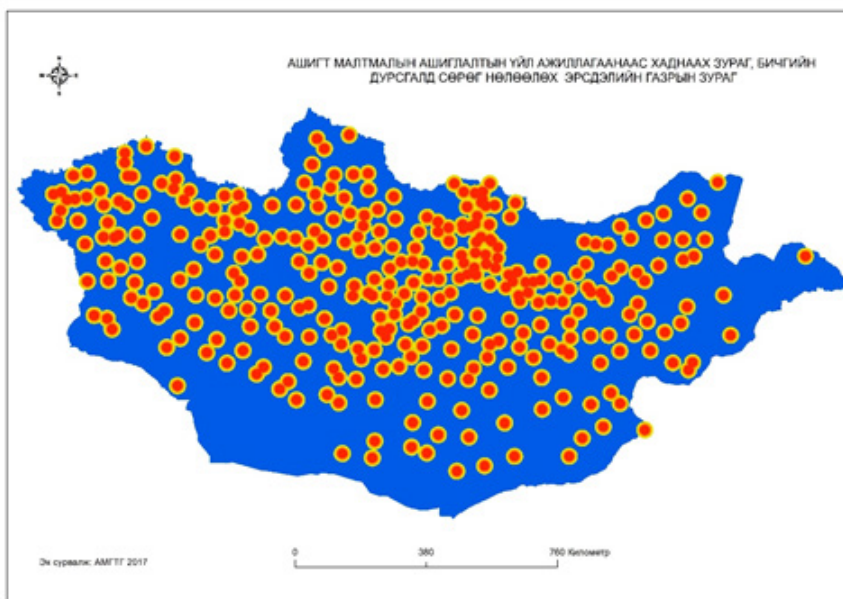 АШИГТ МАЛТМАЛЫН АШИГЛАЛТЫН ҮЙЛ АЖИЛЛАГААНААС ХАДНААХ ЗУРАГ, БИЧГИЙН
ДУРСГАЛД СӨРӨГ НӨЛӨӨЛӨХ ЭРСДЭЛИЙН ГАЗРЫН ЗУРАГ
Эх сурвалж: АМГТГ 2017
0 380 760 Километр